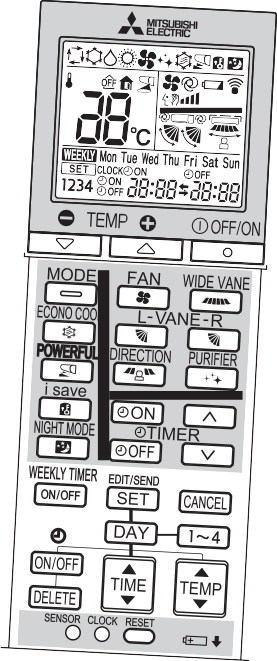 MITSUBISHI
ELECTRIC
OFF
88°C
WEEKLY Mon Tue Wed Thu Fri Sat Sun
SET CLOCK ON OFF
1234 ON OFF 88:88 88:88
TEMP
OFF/ON
MODE
FAN
WIDE VANE
ECONO COO
L-VANE-R
POWERFUL
DIRECTION
PURIFIER
i save
ON
NIGHT MODE
TIMER
OFF
WEEKLY TIMER
EDIT/SEND
ON/OFF
SET
CANCEL
DAY
1~4
ON/OFF
TIME
TEMP
DELETE
SENSOR CLOCK RESET